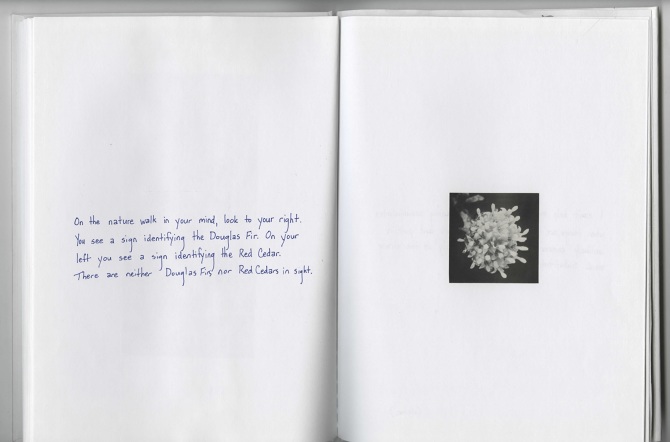 On the nature walk in your mind, look to your right.
You see a sign identifying the Douglas Fir. On your
left you see a sign identifying the Red Cedar.
There are neither Douglas Firs nor Red Cedars in sight.